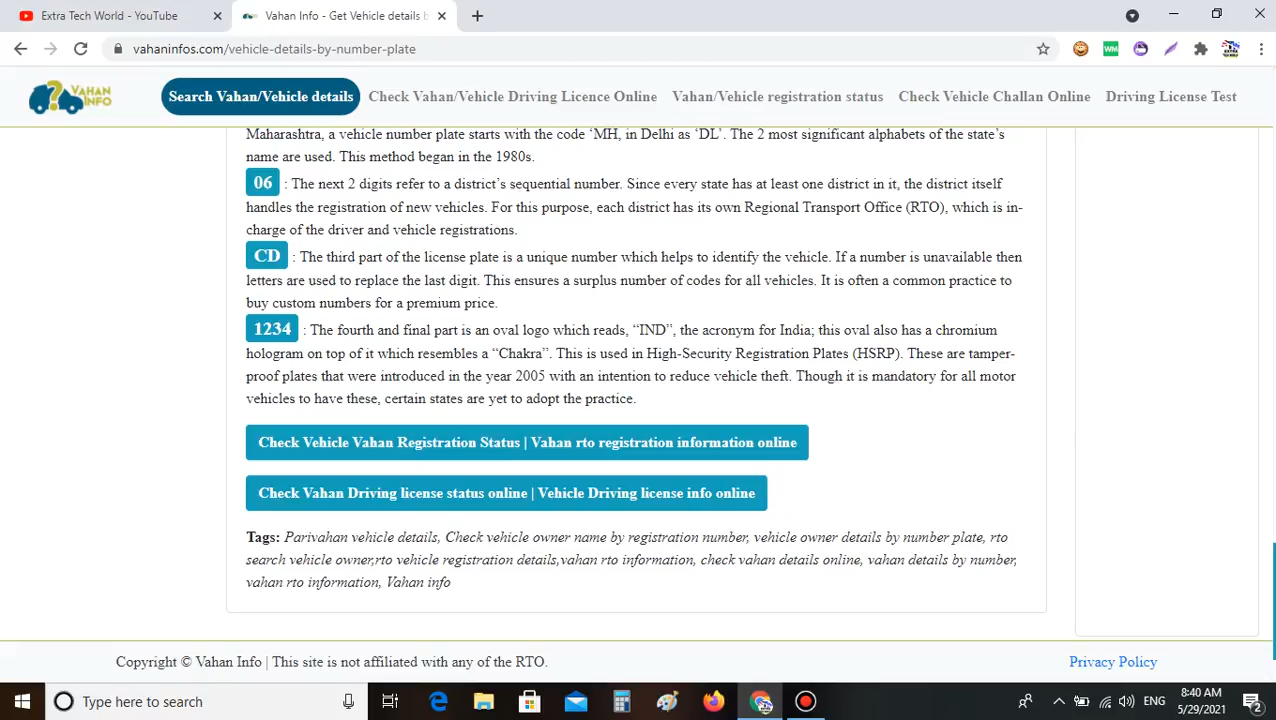 Extra Tech World - YouTube
Vahan Info - Get Vehicle details b
vahaninfos.com/vehicle-details-by-number-plate
WM
VAHAN
INFO
Search Vahan/Vehicle details
Check Vahan/Vehicle Driving Licence Online
Vahan/Vehicle registration status
Check Vehicle Challan Online
Driving License Test
Maharashtra, a vehicle number plate starts with the code ‘MH, in Delhi as ‘DL’. The 2 most significant alphabets of the state’s
name are used. This method began in the 1980s.
06 : The next 2 digits refer to a district’s sequential number. Since every state has at least one district in it, the district itself
handles the registration of new vehicles. For this purpose, each district has its own Regional Transport Office (RTO), which is in-
charge of the driver and vehicle registrations.
CD : The third part of the license plate is a unique number which helps to identify the vehicle. If a number is unavailable then
letters are used to replace the last digit. This ensures a surplus number of codes for all vehicles. It is often a common practice to
buy custom numbers for a premium price.
1234 : The fourth and final part is an oval logo which reads, “IND”, the acronym for India; this oval also has a chromium
hologram on top of it which resembles a “Chakra”. This is used in High-Security Registration Plates (HSRP). These are tamper-
proof plates that were introduced in the year 2005 with an intention to reduce vehicle theft. Though it is mandatory for all motor
vehicles to have these, certain states are yet to adopt the practice.
Check Vehicle Vahan Registration Status | Vahan rto registration information online
Check Vahan Driving license status online | Vehicle Driving license info online
Tags: Parivahan vehicle details, Check vehicle owner name by registration number, vehicle owner details by number plate, rto
search vehicle owner,rto vehicle registration details,vahan rto information, check vahan details online, vahan details by number,
vahan rto information, Vahan info
Copyright © Vahan Info | This site is not affiliated with any of the RTO.
Privacy Policy
Type here to search
ENG
8:40 AM
5/29/2021
2